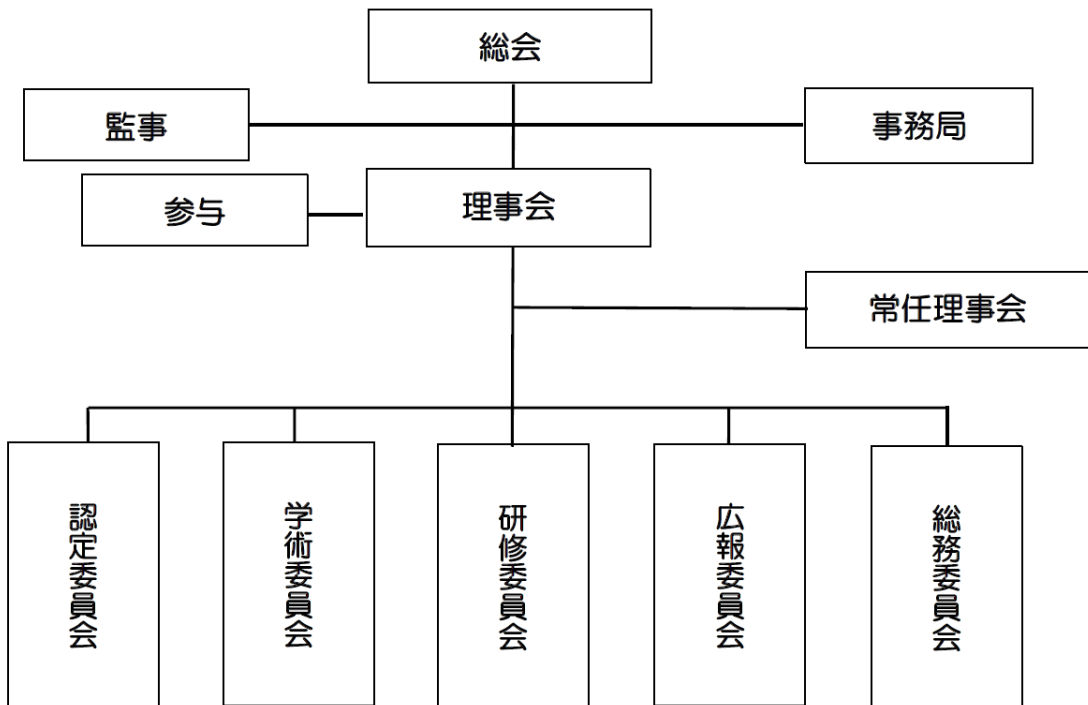 総会
監事
事務局
参与
理事会
常任理事会
認定委員会
学術委員会
研修委員会
広報委員会
総務委員会